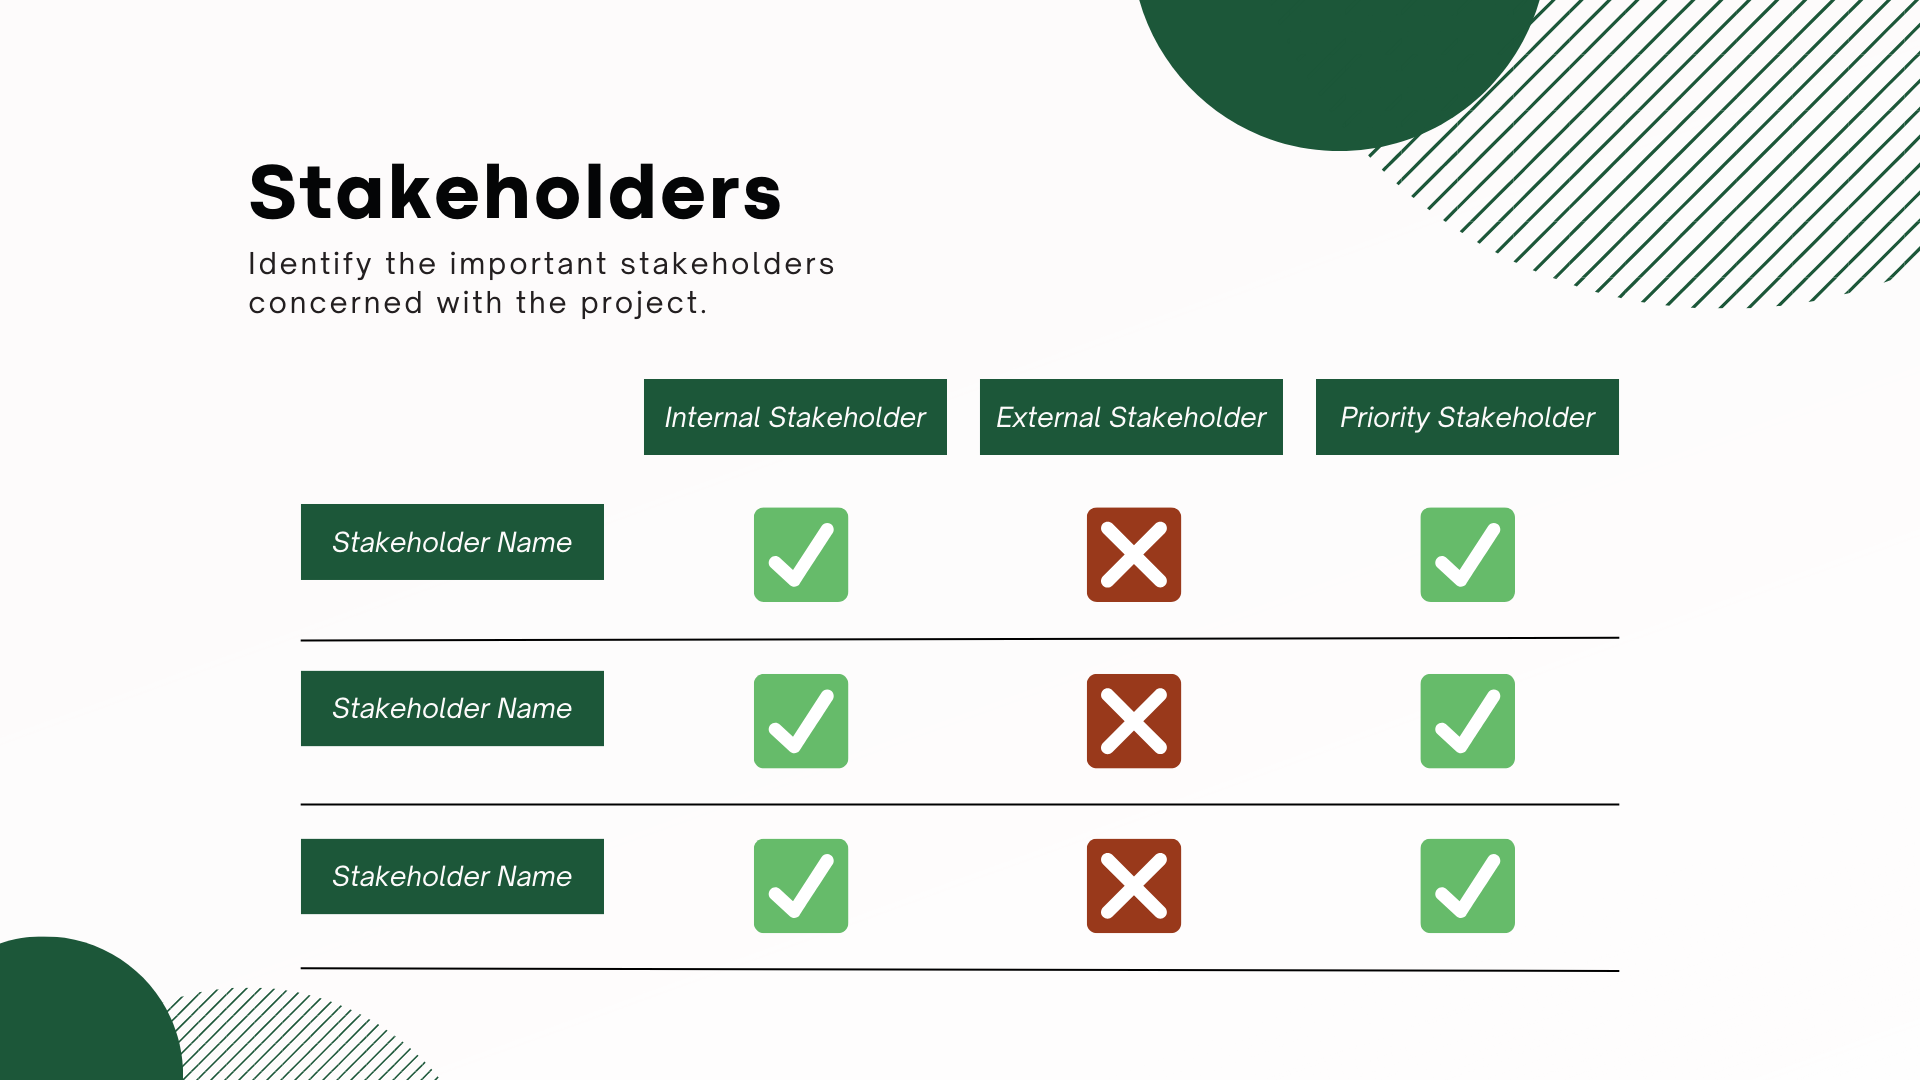 Stakeholders
Identify the important stakeholders
concerned with the project.
Internal Stakeholder
External Stakeholder
Priority Stakeholder
Stakeholder Name
Stakeholder Name
Stakeholder Name